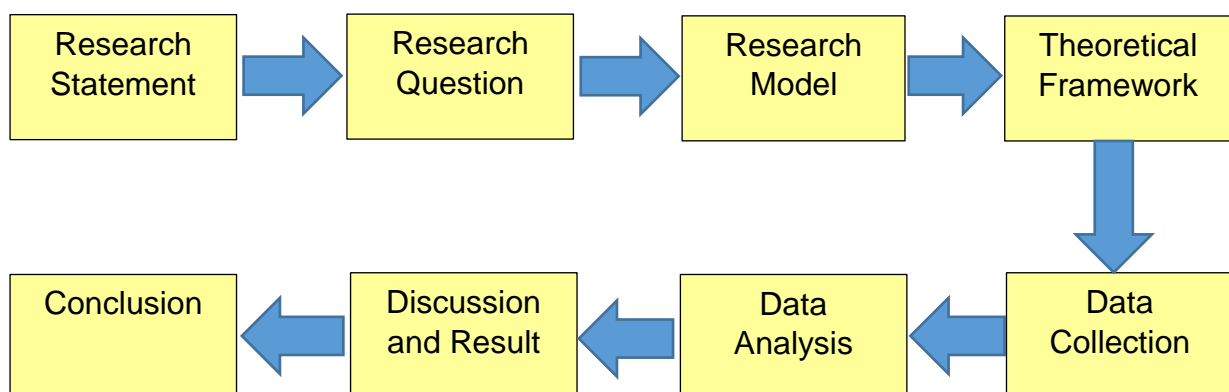 Research
Statement
Research
Question
Research
Model
Theoretical
Framework
Data
Collection
Data
Analysis
Discussion
and Result
Conclusion